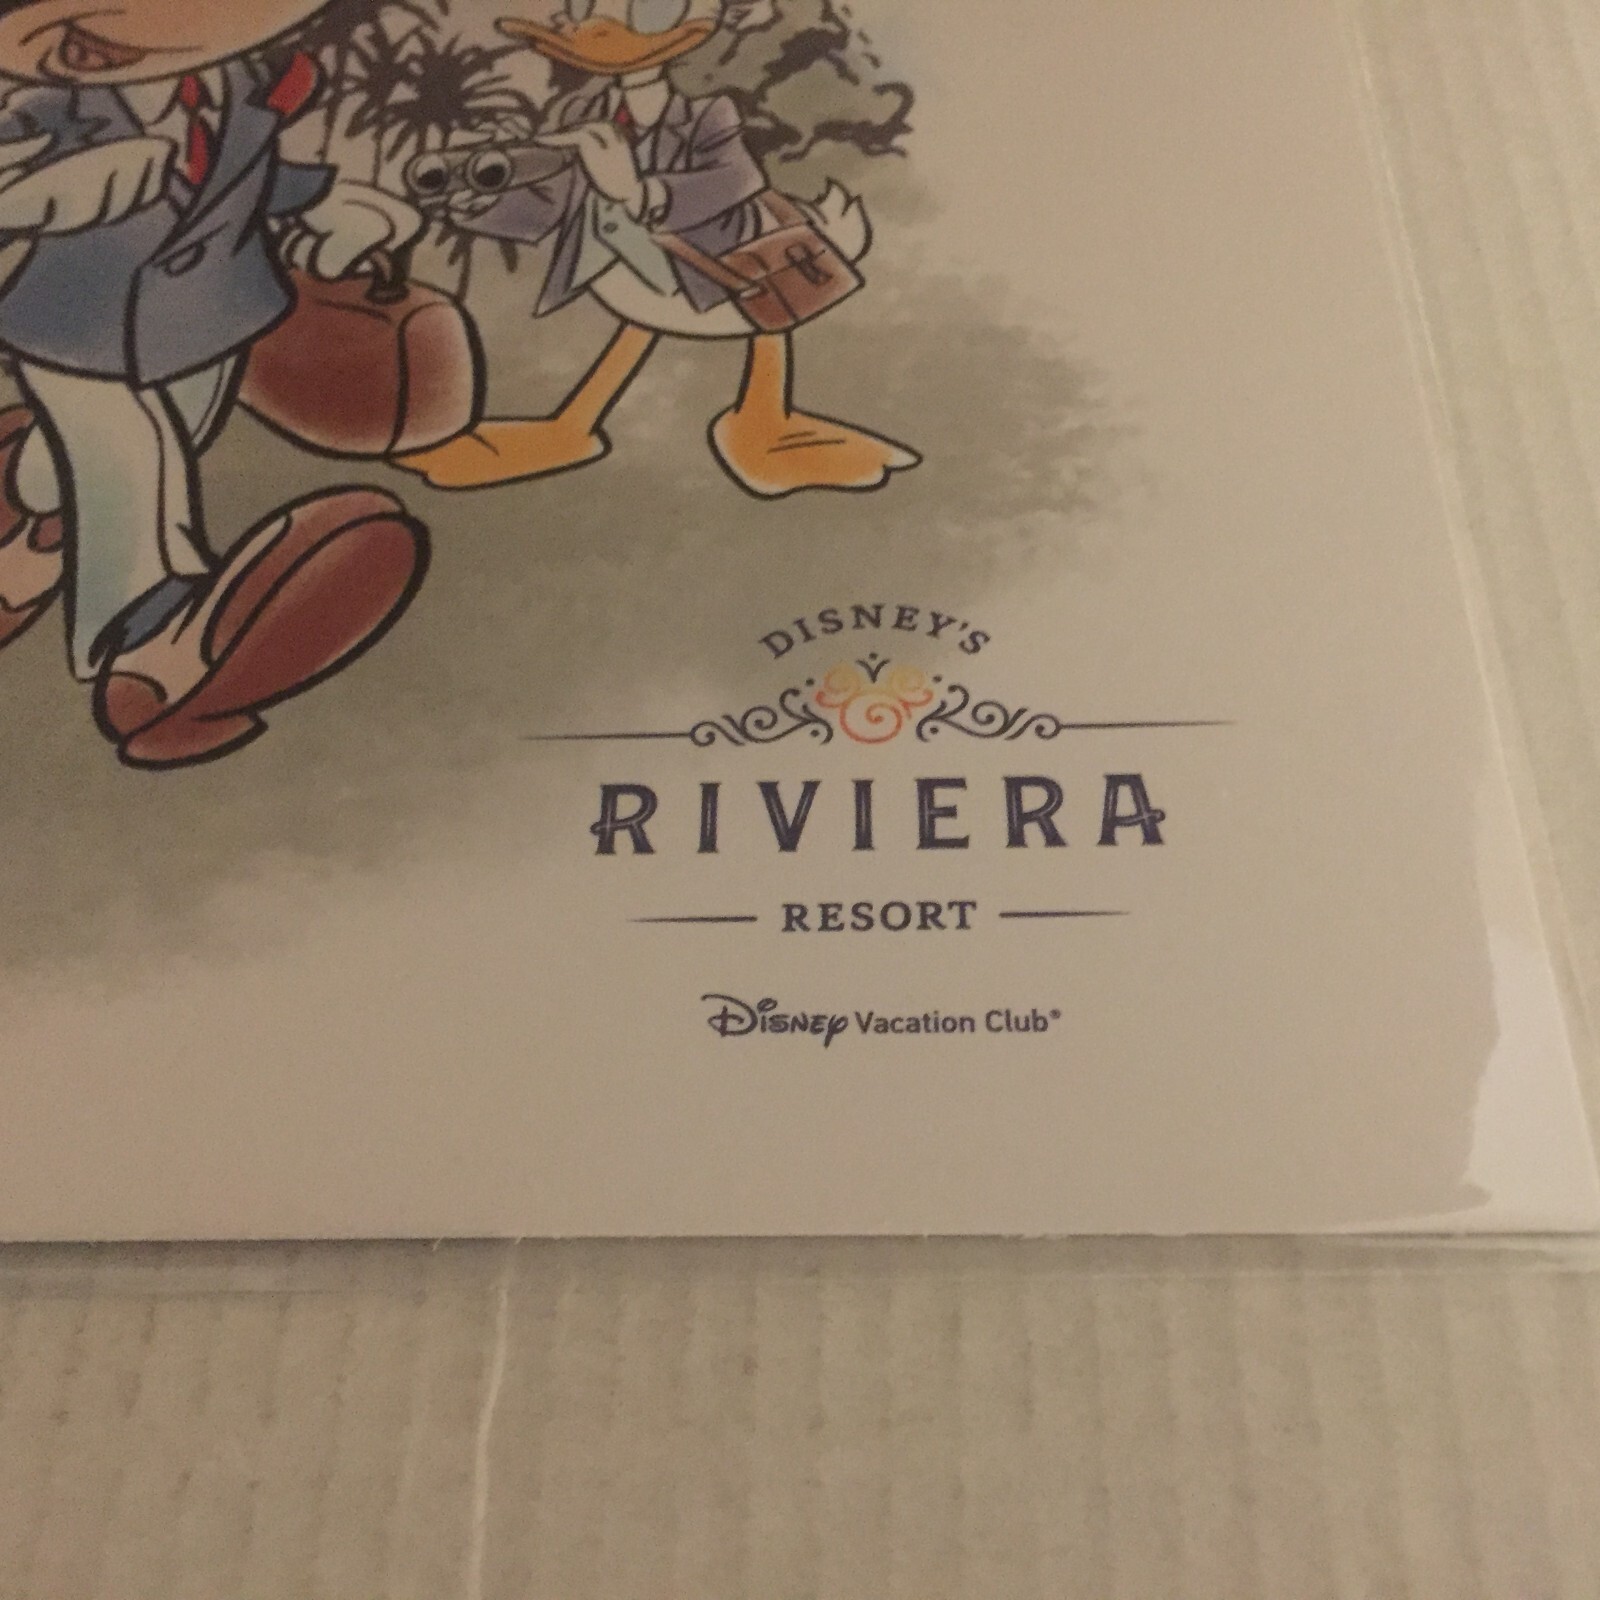 DISNEY'S
RIVIERA
RESORT
Disney Vacation Club®